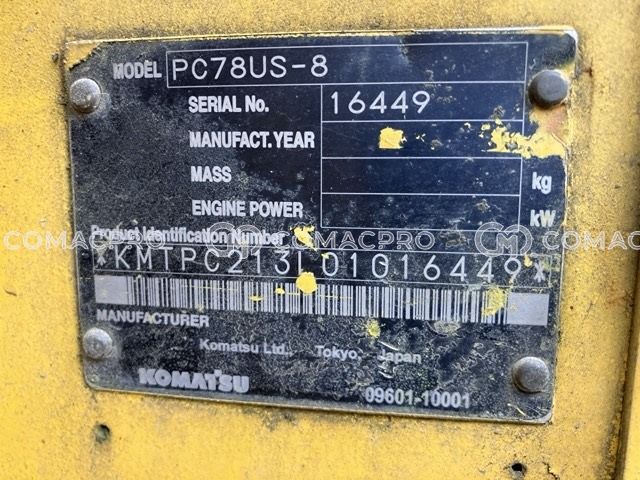 MODEL PC78US-8
SERIAL No. 16449
MANUFACT. YEAR
MASS kg
ENGINE POWER kW
Product Identification Number
COMACPRO COMACPRO COMACPRO
*KMTPC213L01016449*
MANUFACTURER
Komatsu Ltd., Tokyo, Japan
KOMATSU 09601-10001